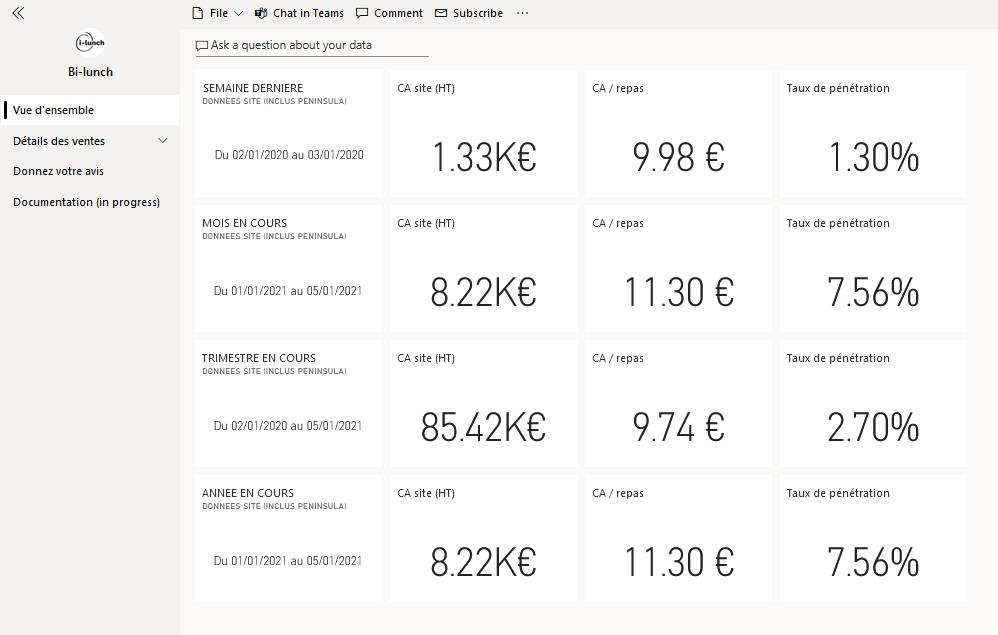 File
Chat in Teams
Comment
Subscribe
i-lunch
Bi-lunch
Vue d'ensemble
Détails des ventes
Donnez votre avis
Documentation (in progress)
Ask a question about your data
SEMAINE DERNIERE
DONNEES SITE (INCLUS PENINSULA)
Du 02/01/2020 au 03/01/2020
CA site (HT)
1.33K€
CA / repas
9.98 €
Taux de pénétration
1.30%
MOIS EN COURS
DONNEES SITE (INCLUS PENINSULA)
Du 01/01/2021 au 05/01/2021
CA site (HT)
8.22K€
CA / repas
11.30 €
Taux de pénétration
7.56%
TRIMESTRE EN COURS
DONNEES SITE (INCLUS PENINSULA)
Du 02/01/2020 au 05/01/2021
CA site (HT)
85.42K€
CA / repas
9.74 €
Taux de pénétration
2.70%
ANNEE EN COURS
DONNEES SITE (INCLUS PENINSULA)
Du 01/01/2021 au 05/01/2021
CA site (HT)
8.22K€
CA / repas
11.30 €
Taux de pénétration
7.56%